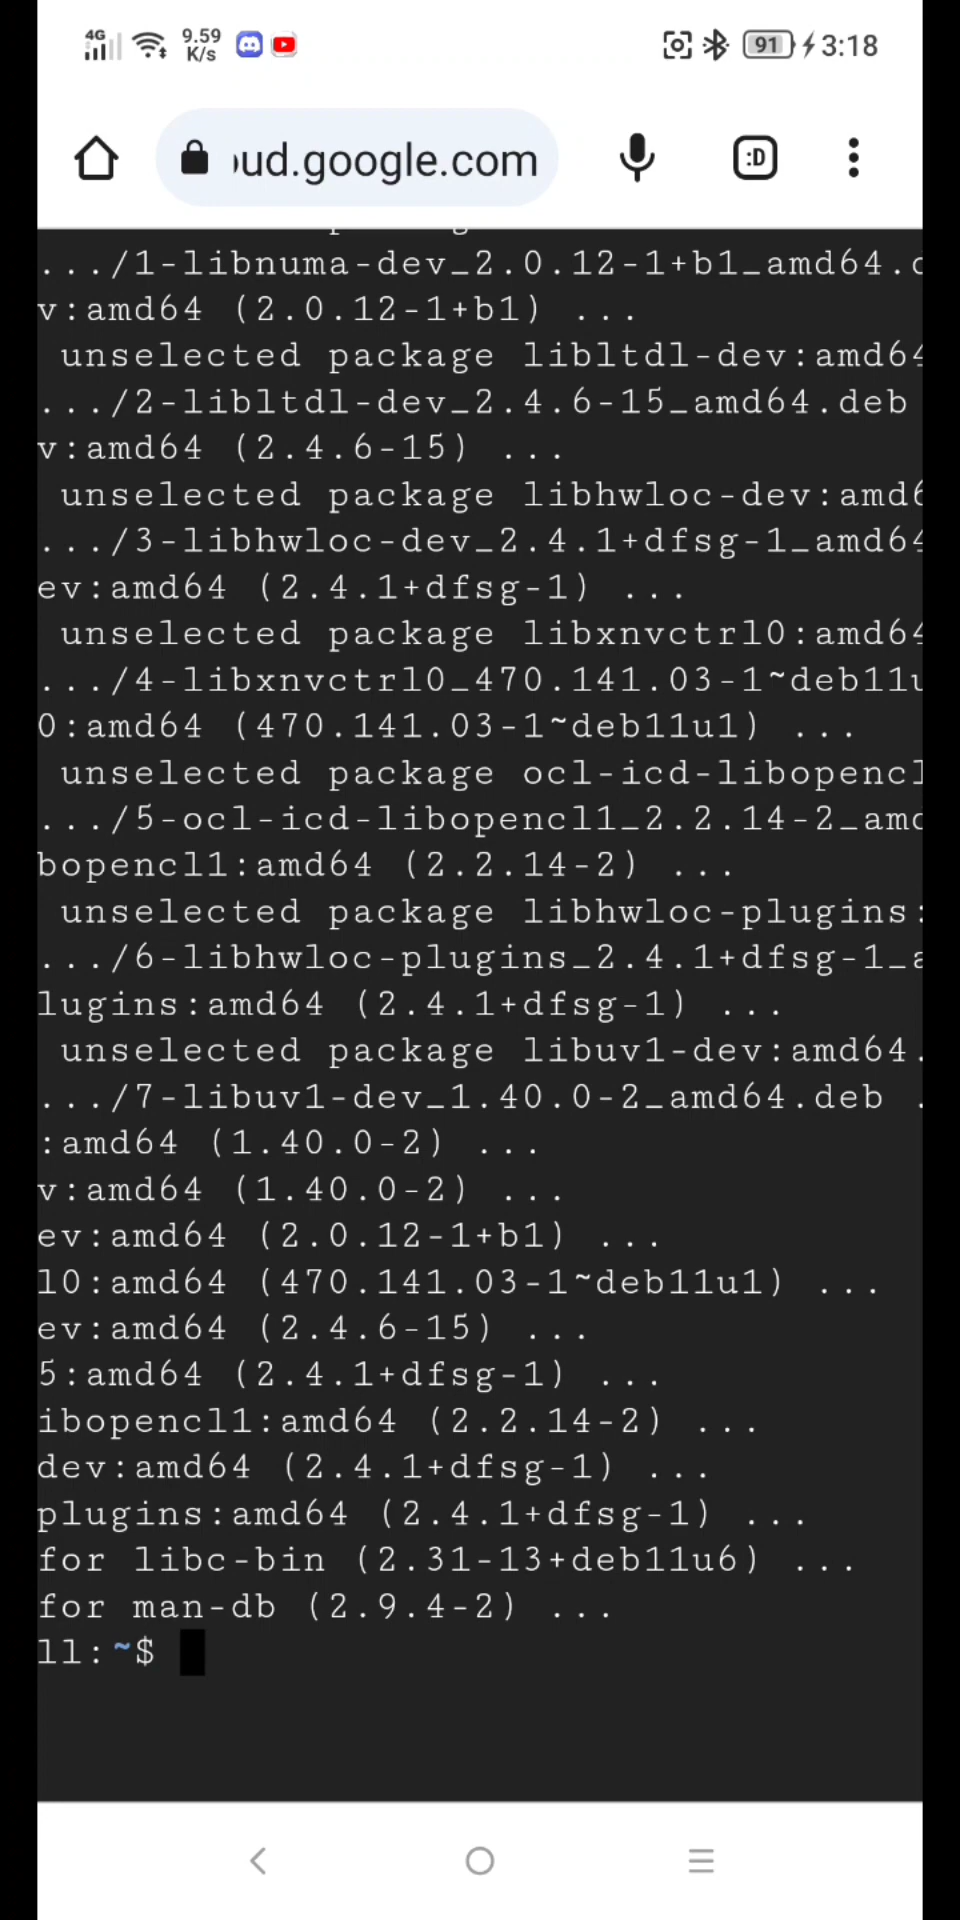 4G
9.59
K/s
91
3:18
oud.google.com
:D
.../1-libnuma-dev_2.0.12-1+b1_amd64.d
v:amd64 (2.0.12-1+b1) ...
unselected package libltdl-dev:amd64
.../2-libltdl-dev_2.4.6-15_amd64.deb
v:amd64 (2.4.6-15) ...
unselected package libhwloc-dev:amd6
.../3-libhwloc-dev_2.4.1+dfsg-1_amd64
ev:amd64 (2.4.1+dfsg-1) ...
unselected package libxnvctrl0:amd64
.../4-libxnvctrl0_470.141.03-1~deb11u
0:amd64 (470.141.03-1~deb11u1) ...
unselected package ocl-icd-libopencl
.../5-ocl-icd-libopencl1_2.2.14-2_amd
bopencl1:amd64 (2.2.14-2) ...
unselected package libhwloc-plugins:
.../6-libhwloc-plugins_2.4.1+dfsg-1_a
lugins:amd64 (2.4.1+dfsg-1) ...
unselected package libuv1-dev:amd64.
.../7-libuv1-dev_1.40.0-2_amd64.deb .
:amd64 (1.40.0-2) ...
v:amd64 (1.40.0-2) ...
ev:amd64 (2.0.12-1+b1) ...
l0:amd64 (470.141.03-1~deb11u1) ...
ev:amd64 (2.4.6-15) ...
5:amd64 (2.4.1+dfsg-1) ...
ibopencl1:amd64 (2.2.14-2) ...
dev:amd64 (2.4.1+dfsg-1) ...
plugins:amd64 (2.4.1+dfsg-1) ...
for libc-bin (2.31-13+deb11u6) ...
for man-db (2.9.4-2) ...
ll:~$